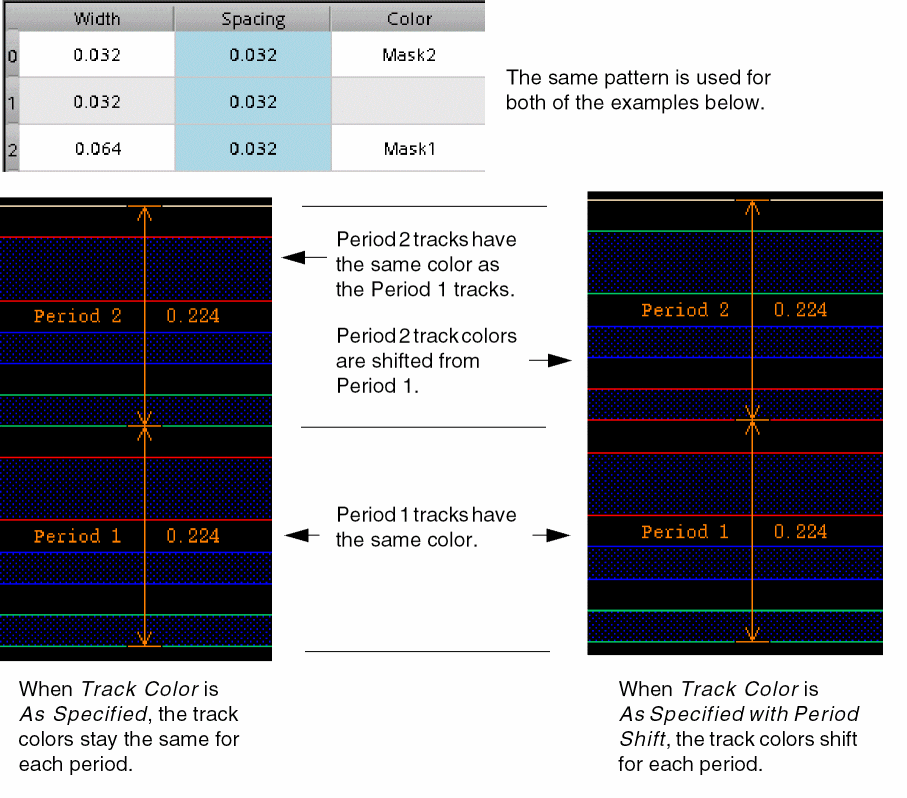 Width Spacing Color
0 0.032 0.032 Mask2
1 0.032 0.032
2 0.064 0.032 Mask1
The same pattern is used for
both of the examples below.
Period 2 tracks have
the same color as
the Period 1 tracks.
Period 2 0.224
Period 2 0.224
Period 2 track colors
are shifted from
Period 1.
Period 1 tracks have
the same color.
Period 1 0.224
Period 1 0.224
When Track Color is
As Specified, the track
colors stay the same for
each period.
When Track Color is
As Specified with Period
Shift, the track colors shift
for each period.